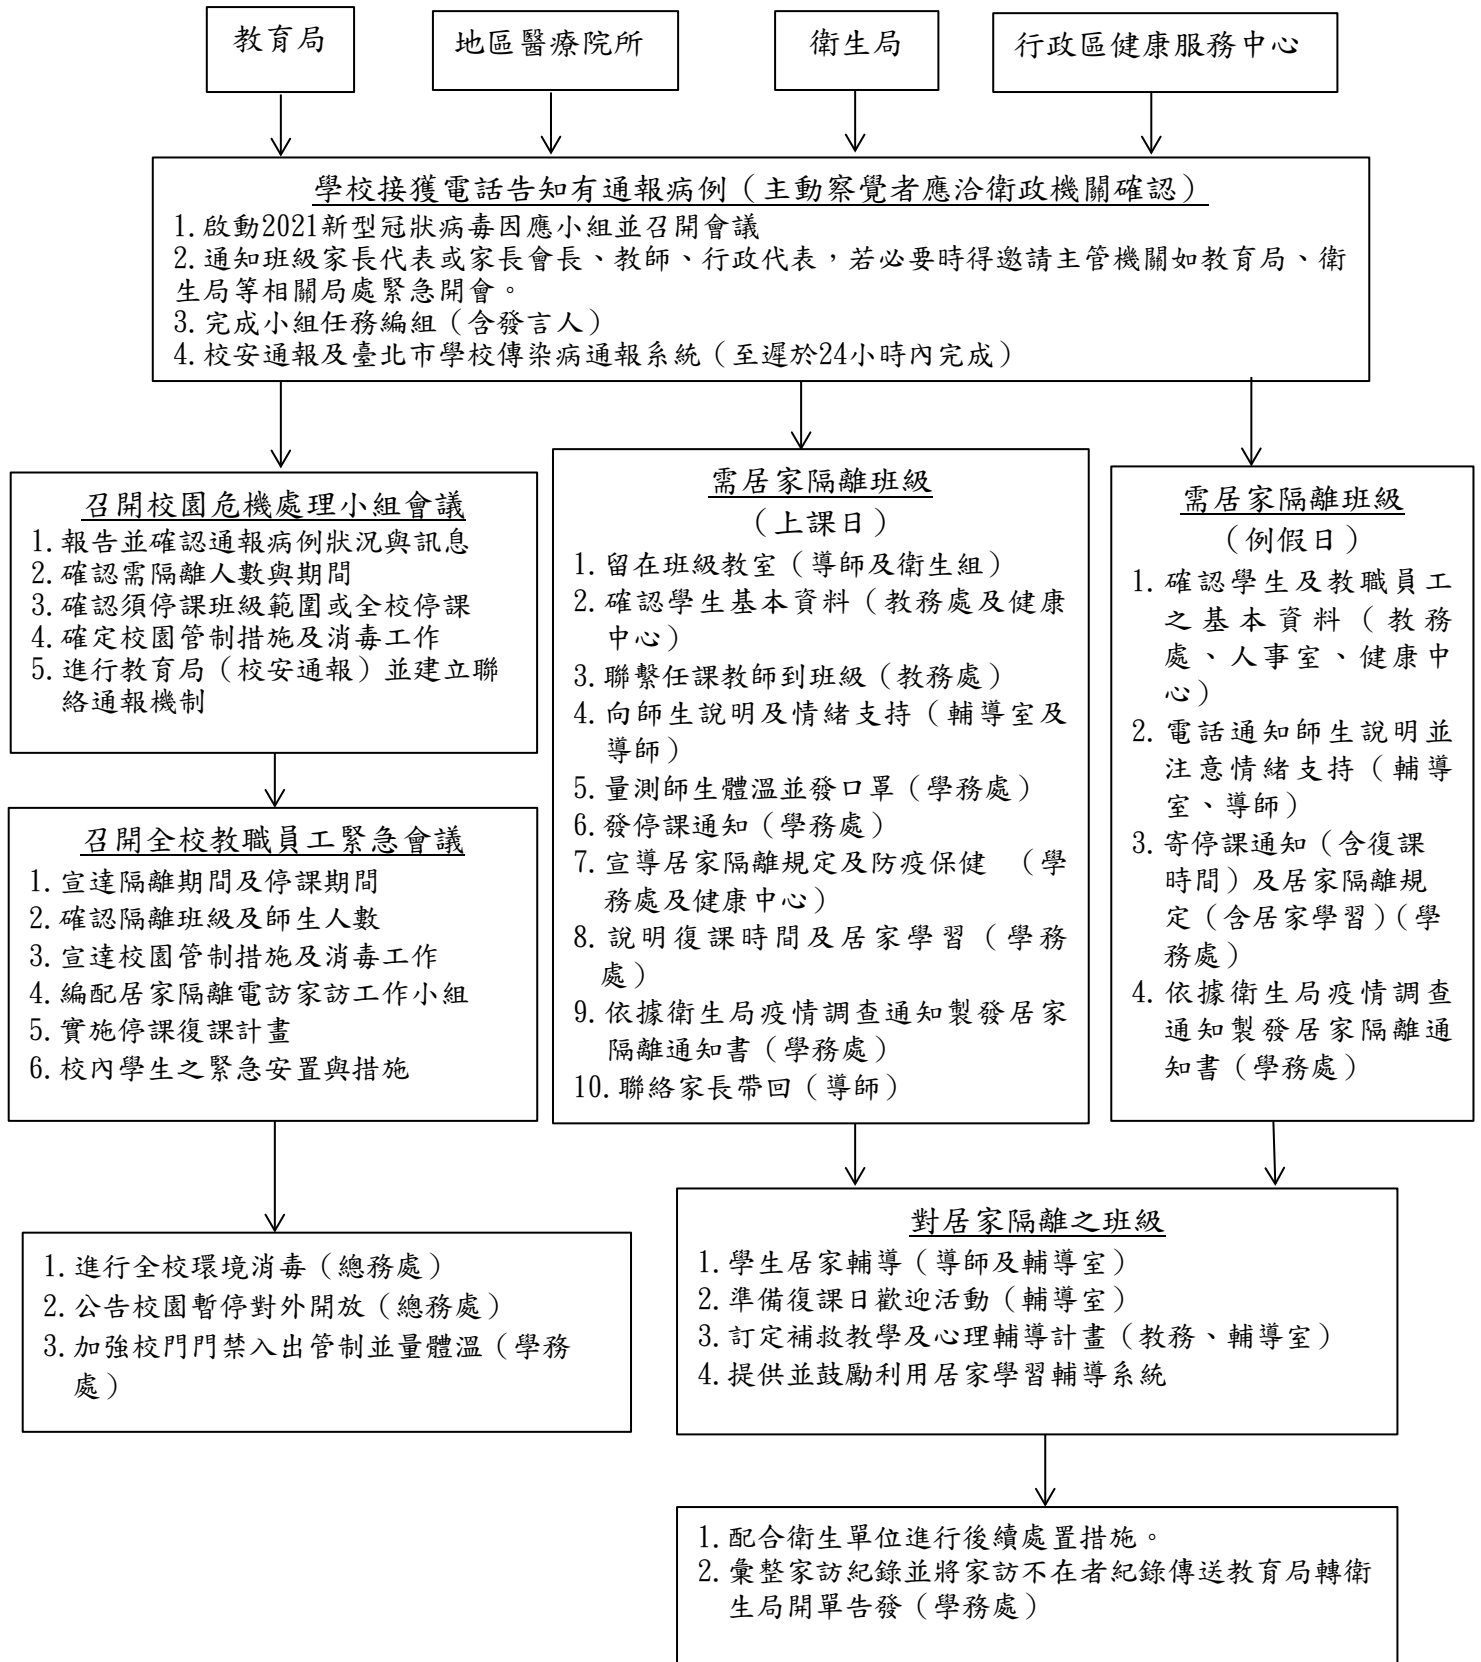 教育局
地區醫療院所
衛生局
行政區健康服務中心
學校接獲電話告知有通報病例（主動察覺者應洽衛政機關確認）
1.啟動2021新型冠狀病毒因應小組並召開會議
2.通知班級家長代表或家長會長、教師、行政代表，若必要時得邀請主管機關如教育局、衛
生局等相關局處緊急開會。
3.完成小組任務編組（含發言人）
4.校安通報及臺北市學校傳染病通報系統（至遲於24小時內完成）
召開校園危機處理小組會議
1.報告並確認通報病例狀況與訊息
2.確認需隔離人數與期間
3.確認須停課班級範圍或全校停課
4.確定校園管制措施及消毒工作
5.進行教育局（校安通報）並建立聯
絡通報機制
召開全校教職員工緊急會議
1.宣達隔離期間及停課期間
2.確認隔離班級及師生人數
3.宣達校園管制措施及消毒工作
4.編配居家隔離電訪家訪工作小組
5.實施停課復課計畫
6.校內學生之緊急安置與措施
1.進行全校環境消毒（總務處）
2.公告校園暫停對外開放（總務處）
3.加強校門門禁入出管制並量體溫（學務
處）
需居家隔離班級
（上課日）
1.留在班級教室（導師及衛生組）
2.確認學生基本資料（教務處及健康
中心）
3.聯繫任課教師到班級（教務處）
4.向師生說明及情緒支持（輔導室及
導師）
5.量測師生體溫並發口罩（學務處）
6.發停課通知（學務處）
7.宣導居家隔離規定及防疫保健 （學
務處及健康中心）
8.說明復課時間及居家學習（學務
處）
9.依據衛生局疫情調查通知製發居家
隔離通知書（學務處）
10.聯絡家長帶回（導師）
需居家隔離班級
（例假日）
1.確認學生及教職員工
之基本資料（教務
處、人事室、健康中
心）
2.電話通知師生說明並
注意情緒支持（輔導
室、導師）
3.寄停課通知（含復課
時間）及居家隔離規
定（含居家學習）（學
務處）
4.依據衛生局疫情調查
通知製發居家隔離通
知書（學務處）
對居家隔離之班級
1.學生居家輔導（導師及輔導室）
2.準備復課日歡迎活動（輔導室）
3.訂定補救教學及心理輔導計畫（教務、輔導室）
4.提供並鼓勵利用居家學習輔導系統
1.配合衛生單位進行後續處置措施。
2.彙整家訪紀錄並將家訪不在者紀錄傳送教育局轉衛
生局開單告發（學務處）